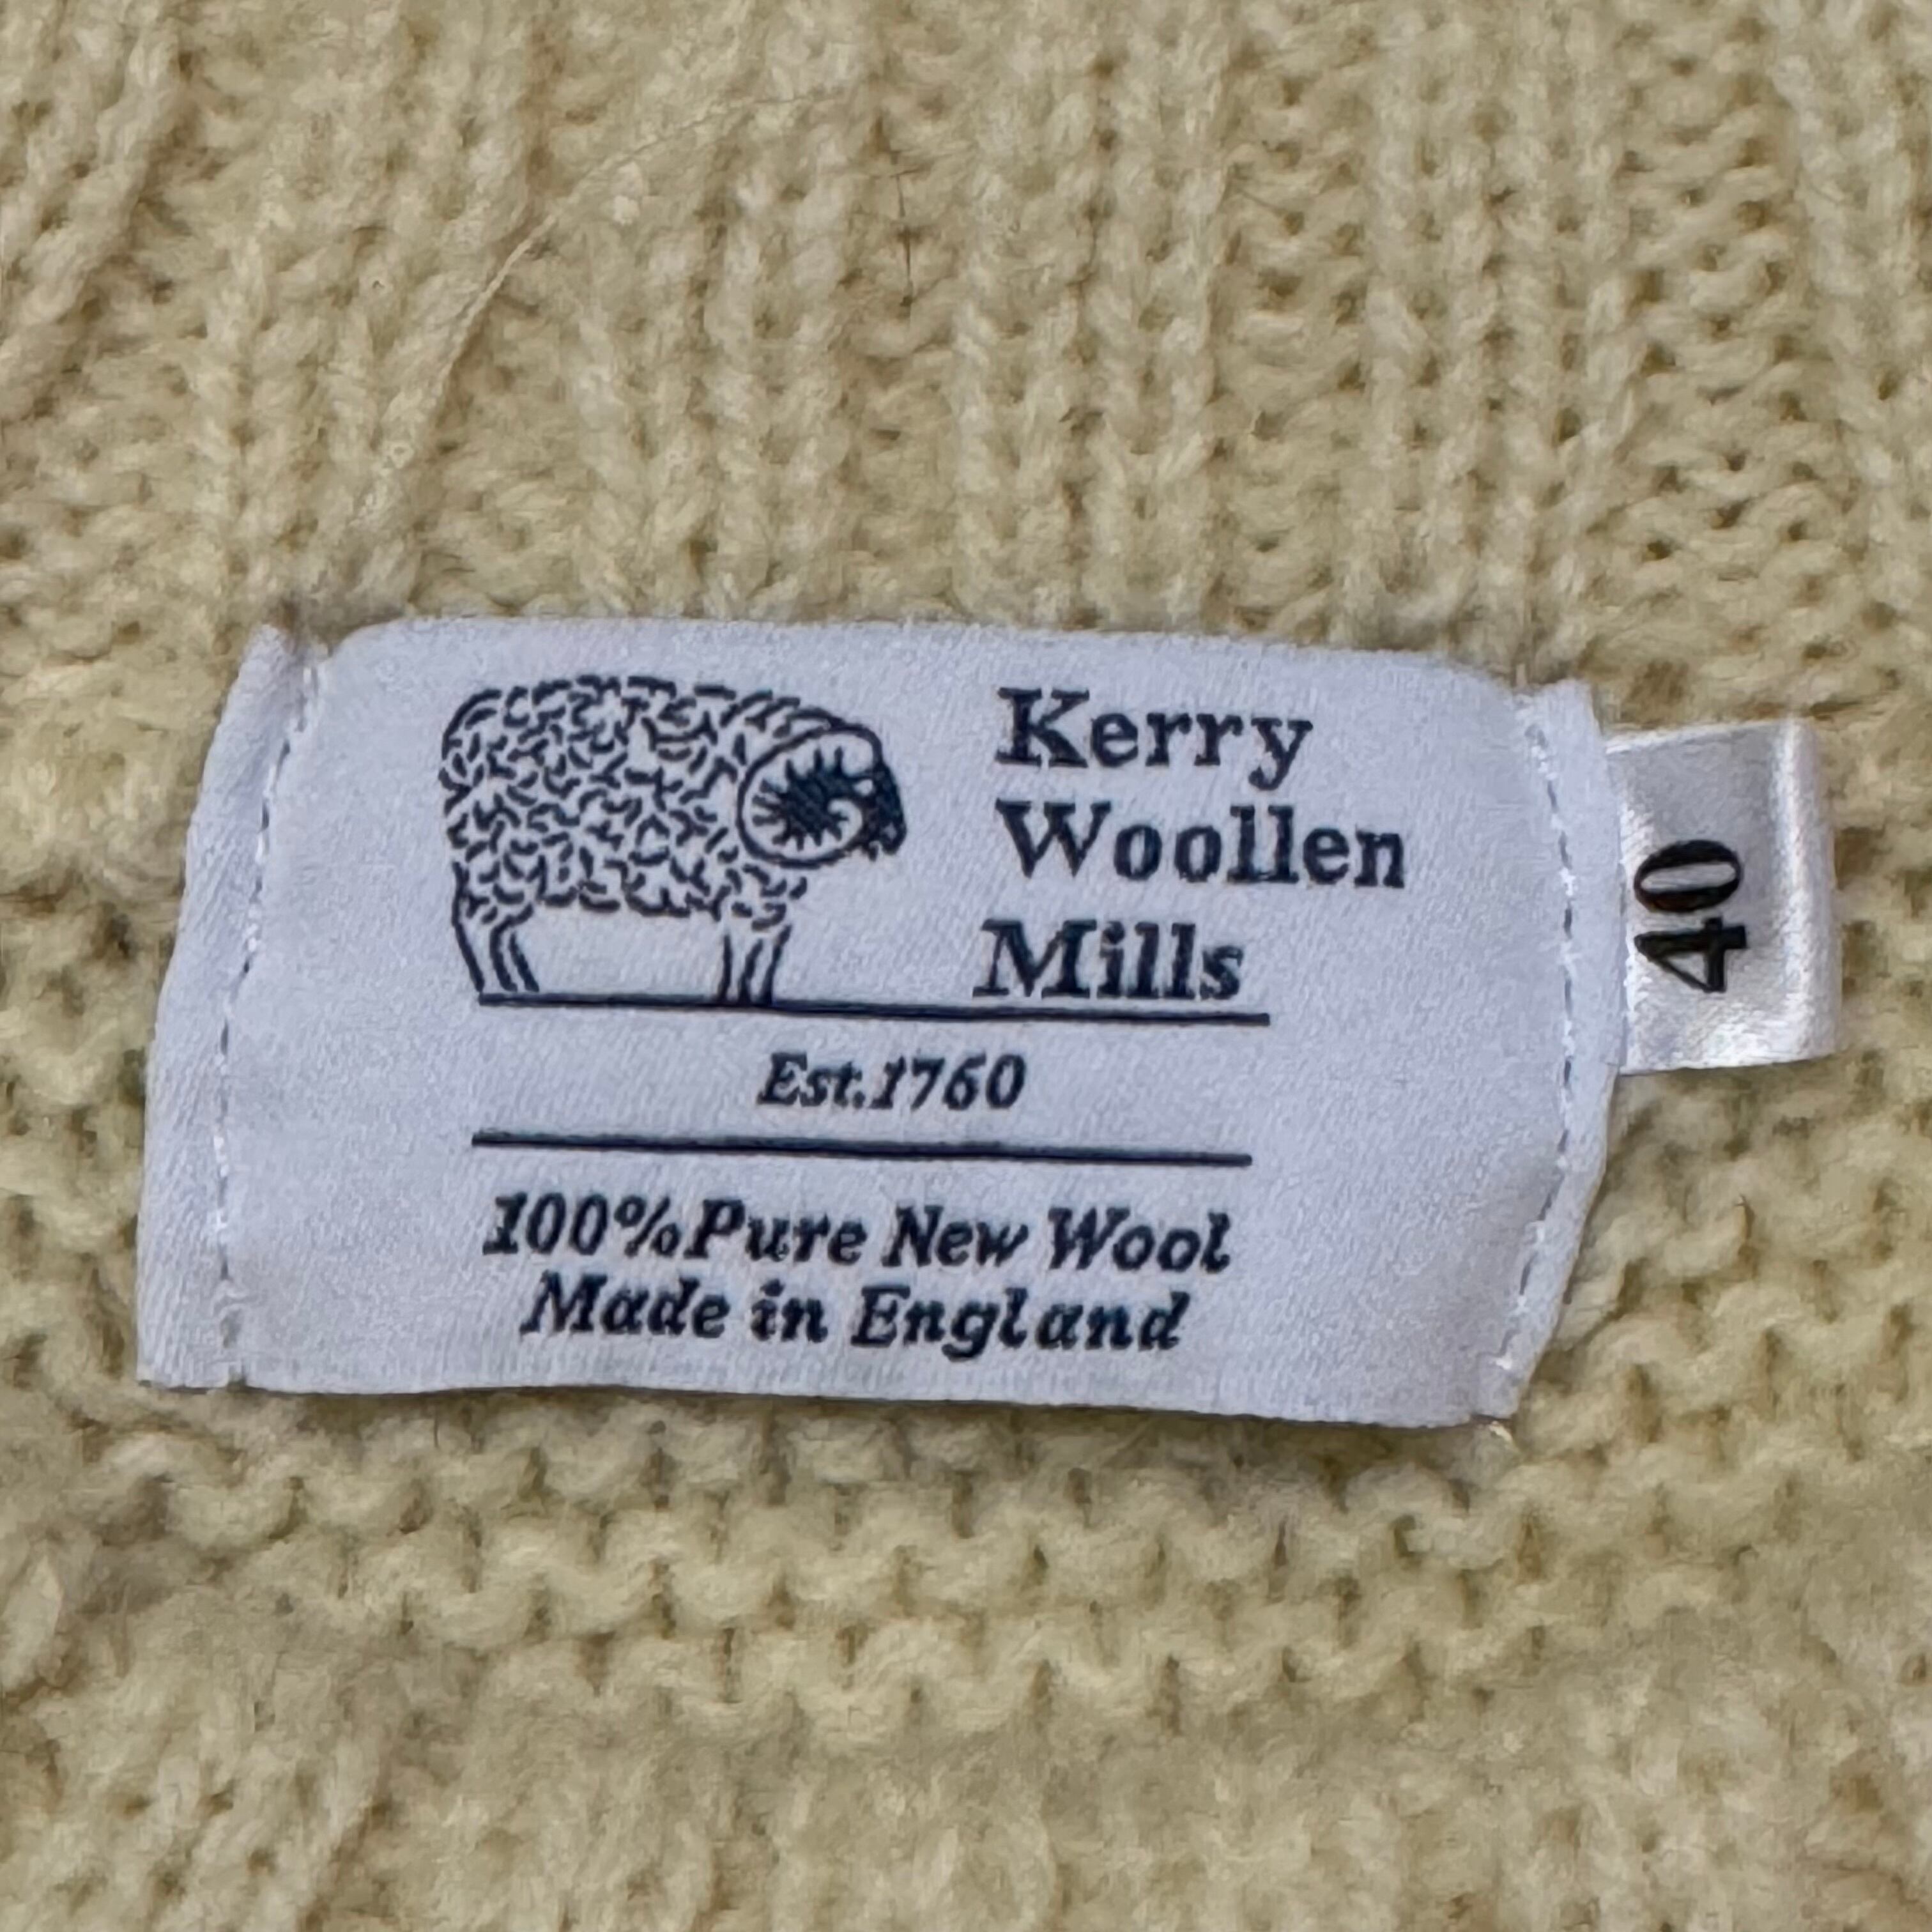 Kerry
Woollen
Mills
Est.1760
100%Pure New Wool
Made in England
40